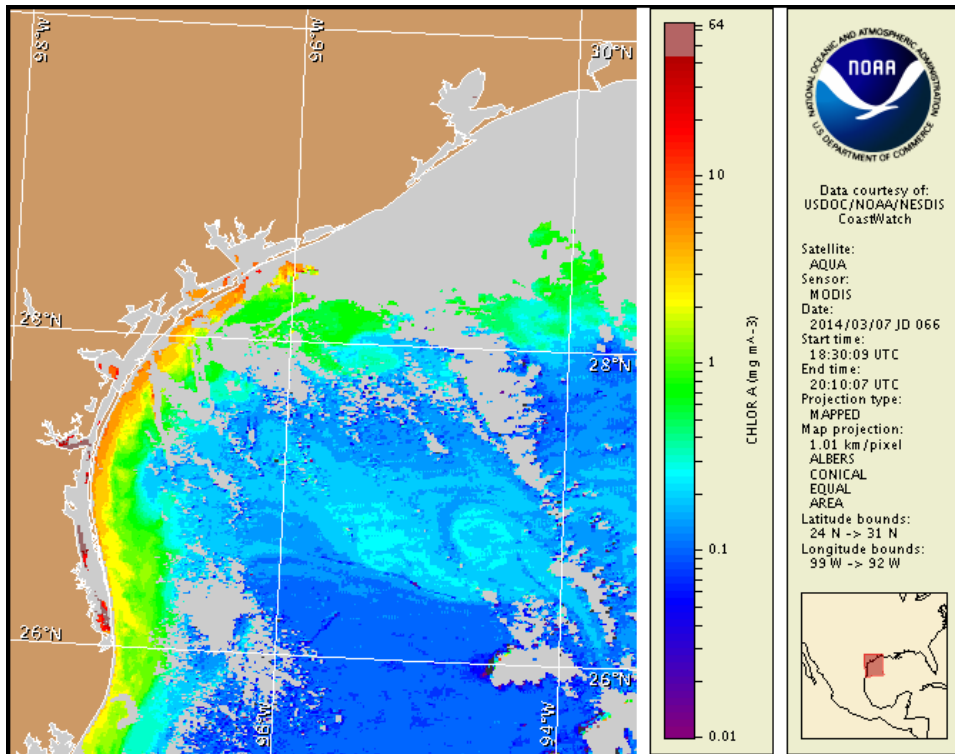 98°W
96°W
30°N
28°N
28°N
26°N
26°N
96°W
94°W
64
10
1
0.1
0.01
CHLOR A (mg m^-3)
NATIONAL OCEANIC AND ATMOSPHERIC ADMINISTRATION
NOAA
U.S. DEPARTMENT OF COMMERCE
Data courtesy of:
USDOC/NOAA/NESDIS
CoastWatch
Satellite:
AQUA
Sensor:
MODIS
Date:
2014/03/07 JD 066
Start time:
18:30:09 UTC
End time:
20:10:07 UTC
Projection type:
MAPPED
Map projection:
1.01 km/pixel
ALBERS
CONICAL
EQUAL
AREA
Latitude bounds:
24 N -> 31 N
Longitude bounds:
99 W -> 92 W